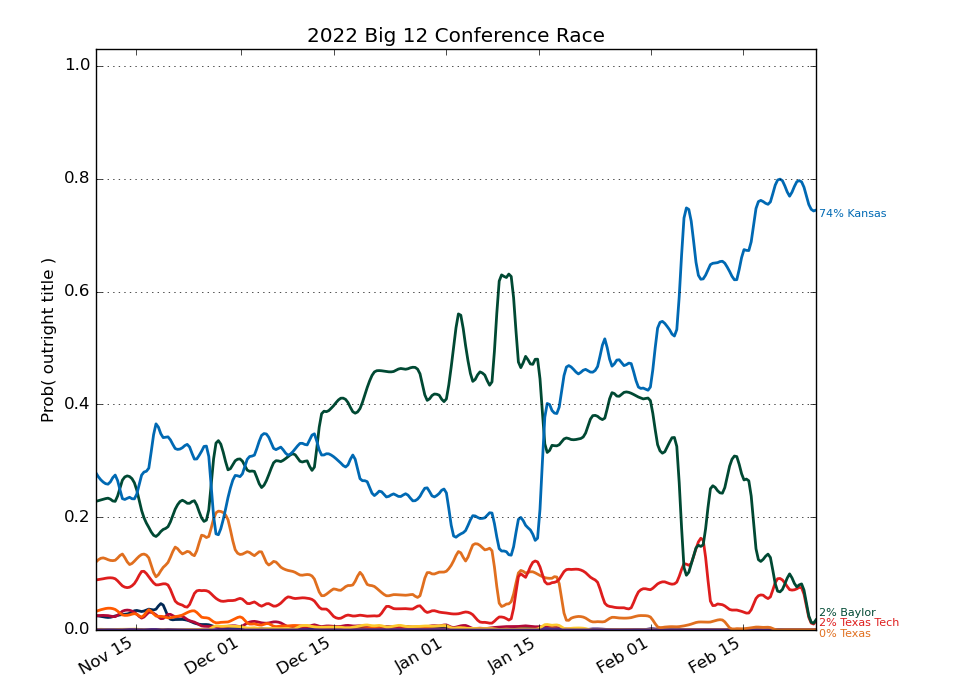 2022 Big 12 Conference Race
Prob( outright title )
1.0
0.8
0.6
0.4
0.2
0.0
Nov 15
Dec 01
Dec 15
Jan 01
Jan 15
Feb 01
Feb 15
74% Kansas
2% Baylor
2% Texas Tech
0% Texas